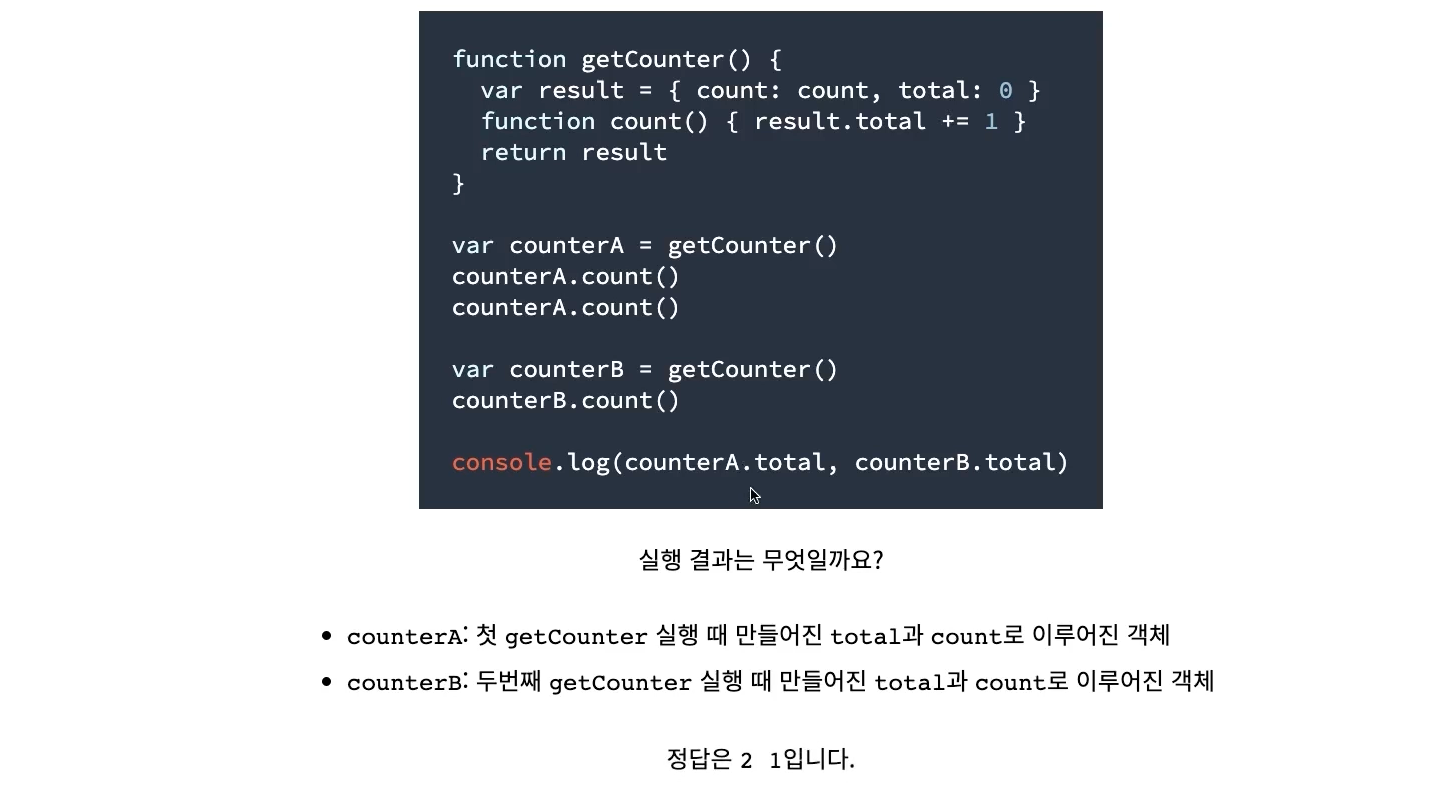 function getCounter() {
  var result = { count: count, total: 0 }
  function count() { result.total += 1 }
  return result
}
var counterA = getCounter()
counterA.count()
counterA.count()
var counterB = getCounter()
counterB.count()
console.log(counterA.total, counterB.total)
실행 결과는 무엇일까요?
• counterA: 첫 getCounter 실행 때 만들어진 total과 count로 이루어진 객체
• counterB: 두번째 getCounter 실행 때 만들어진 total과 count로 이루어진 객체
정답은 2 1입니다.